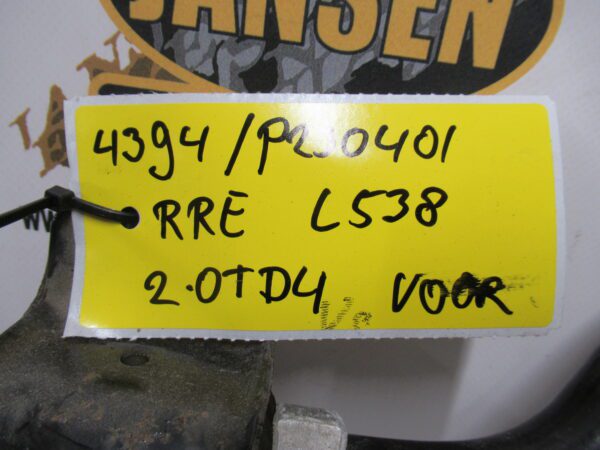 JANSEN
4394/P230401
RRE L538
2.0TD4 VOOR